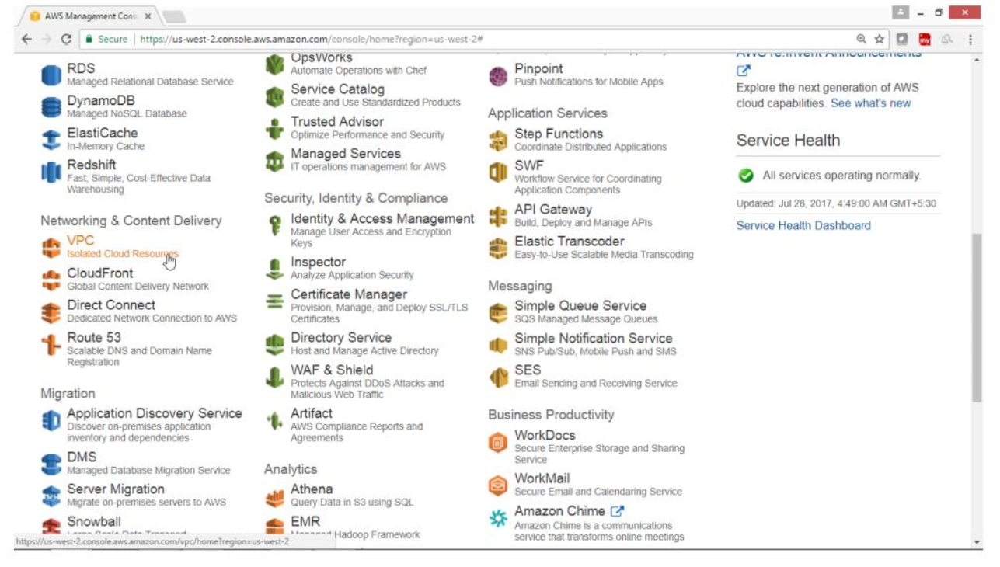 AWS Management Cons
Secure | https://us-west-2.console.aws.amazon.com/console/home?region=us-west-2#
RDS
Managed Relational Database Service
DynamoDB
Managed NoSQL Database
ElastiCache
In-Memory Cache
Redshift
Fast, Simple, Cost-Effective Data
Warehousing
Networking & Content Delivery
VPC
Isolated Cloud Resources
CloudFront
Global Content Delivery Network
Direct Connect
Dedicated Network Connection to AWS
Route 53
Scalable DNS and Domain Name
Registration
Migration
Application Discovery Service
Discover on-premises application
inventory and dependencies
DMS
Managed Database Migration Service
Server Migration
Migrate on-premises servers to AWS
Snowball
Large Scale Data Transport
OpsWorks
Automate Operations with Chef
Service Catalog
Create and Use Standardized Products
Trusted Advisor
Optimize Performance and Security
Managed Services
IT operations management for AWS
Security, Identity & Compliance
Identity & Access Management
Manage User Access and Encryption
Keys
Inspector
Analyze Application Security
Certificate Manager
Provision, Manage, and Deploy SSL/TLS
Certificates
Directory Service
Host and Manage Active Directory
WAF & Shield
Protects Against DDoS Attacks and
Malicious Web Traffic
Artifact
AWS Compliance Reports and
Agreements
Analytics
Athena
Query Data in S3 using SQL
EMR
Managed Hadoop Framework
Pinpoint
Push Notifications for Mobile Apps
Application Services
Step Functions
Coordinate Distributed Applications
SWF
Workflow Service for Coordinating
Application Components
API Gateway
Build, Deploy and Manage APIs
Elastic Transcoder
Easy-to-Use Scalable Media Transcoding
Messaging
Simple Queue Service
SQS Managed Message Queues
Simple Notification Service
SNS Pub/Sub, Mobile Push and SMS
SES
Email Sending and Receiving Service
Business Productivity
WorkDocs
Secure Enterprise Storage and Sharing
Service
WorkMail
Secure Email and Calendaring Service
Amazon Chime
Amazon Chime is a communications
service that transforms online meetings
AWS re:Invent Announcements
Explore the next generation of AWS
cloud capabilities. See what's new
Service Health
All services operating normally.
Updated: Jul 28, 2017, 4:49:00 AM GMT+5:30
Service Health Dashboard
my
https://us-west-2.console.aws.amazon.com/vpc/home?region=us-west-2